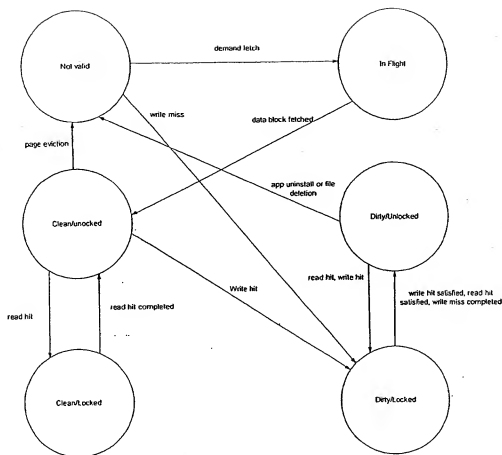 demand fetch
Not valid
In Flight
write miss
data block fetched
page eviction
app uninstall or file
deletion
Clean/unocked
Dirty/Unlocked
Write hit
read hit, write hit
write hit satisfied, read hit
satisfied, write miss completed
read hit
read hit completed
Clean/Locked
Dirty/Locked